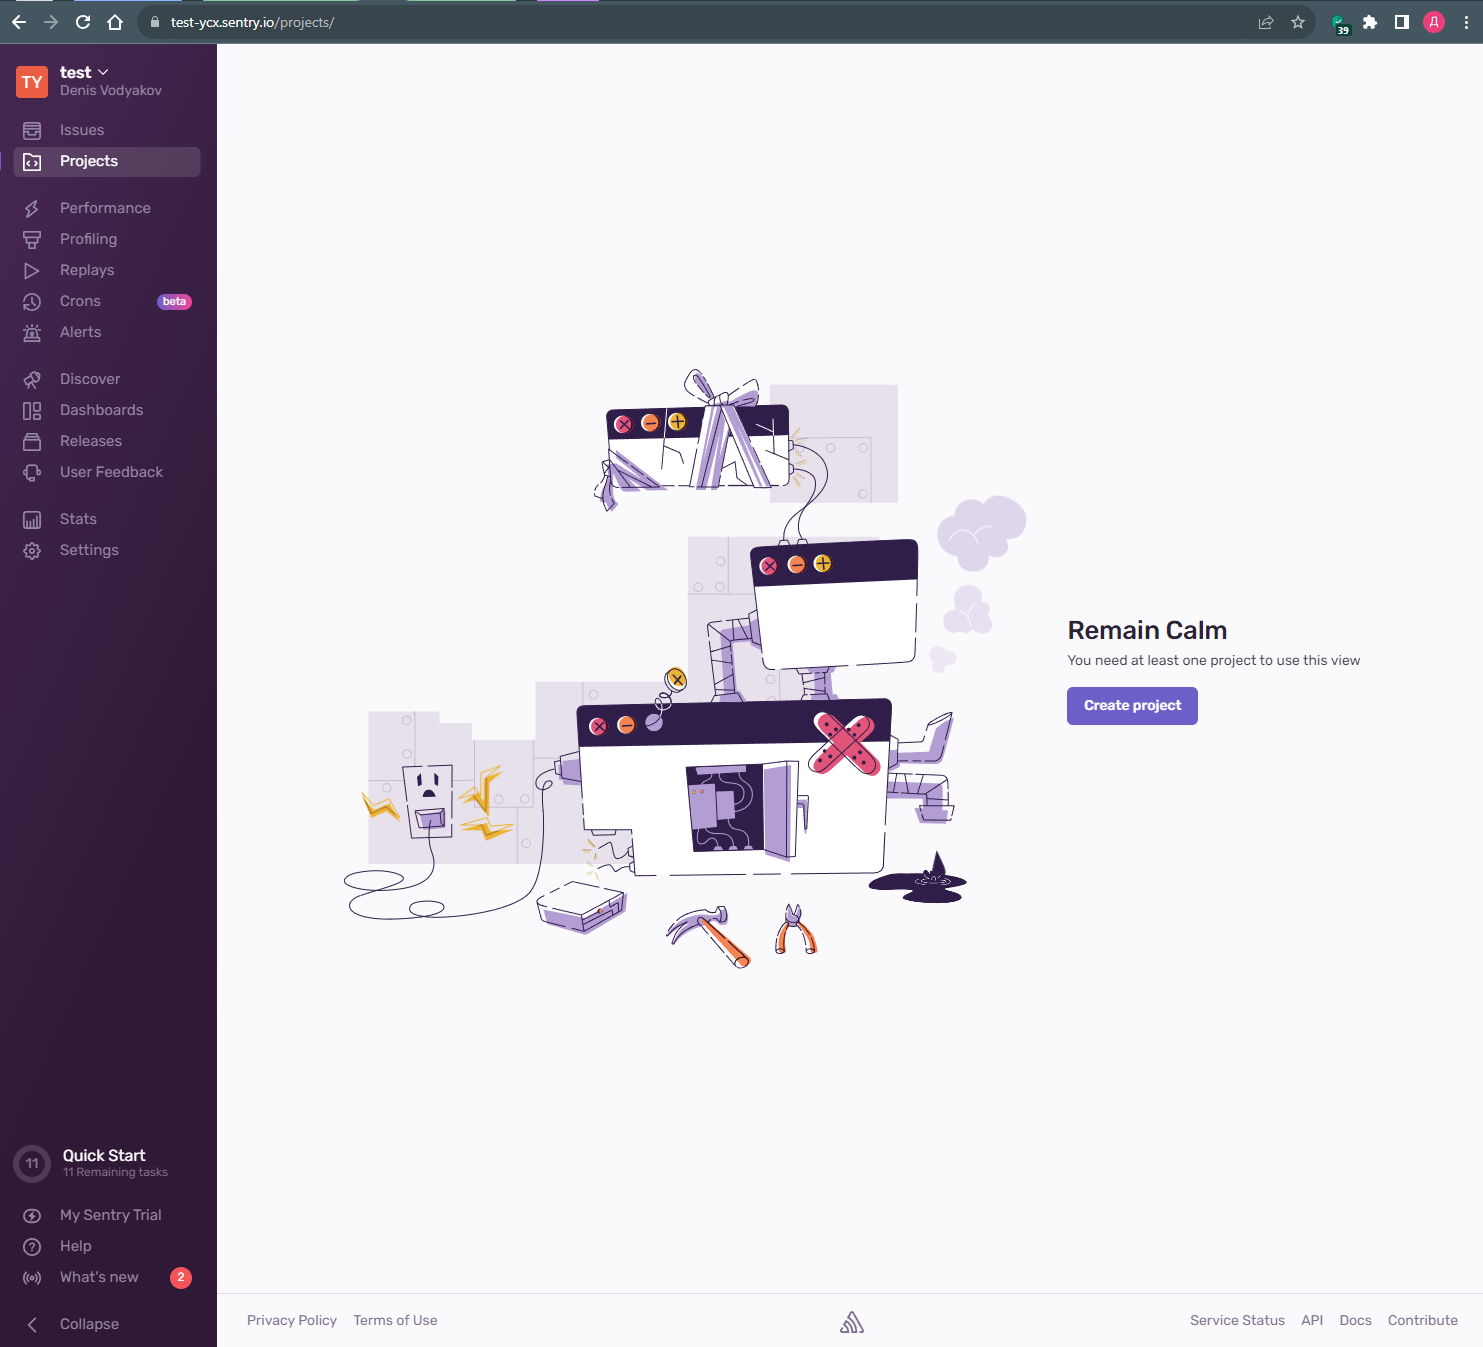 test-ycx.sentry.io/projects/
39
Д
TY
test
Denis Vodyakov
Issues
Projects
Performance
Profiling
Replays
Crons
beta
Alerts
Discover
Dashboards
Releases
User Feedback
Stats
Settings
Remain Calm
You need at least one project to use this view
Create project
11
Quick Start
11 Remaining tasks
My Sentry Trial
Help
What's new
2
Collapse
Privacy Policy
Terms of Use
Service Status
API
Docs
Contribute